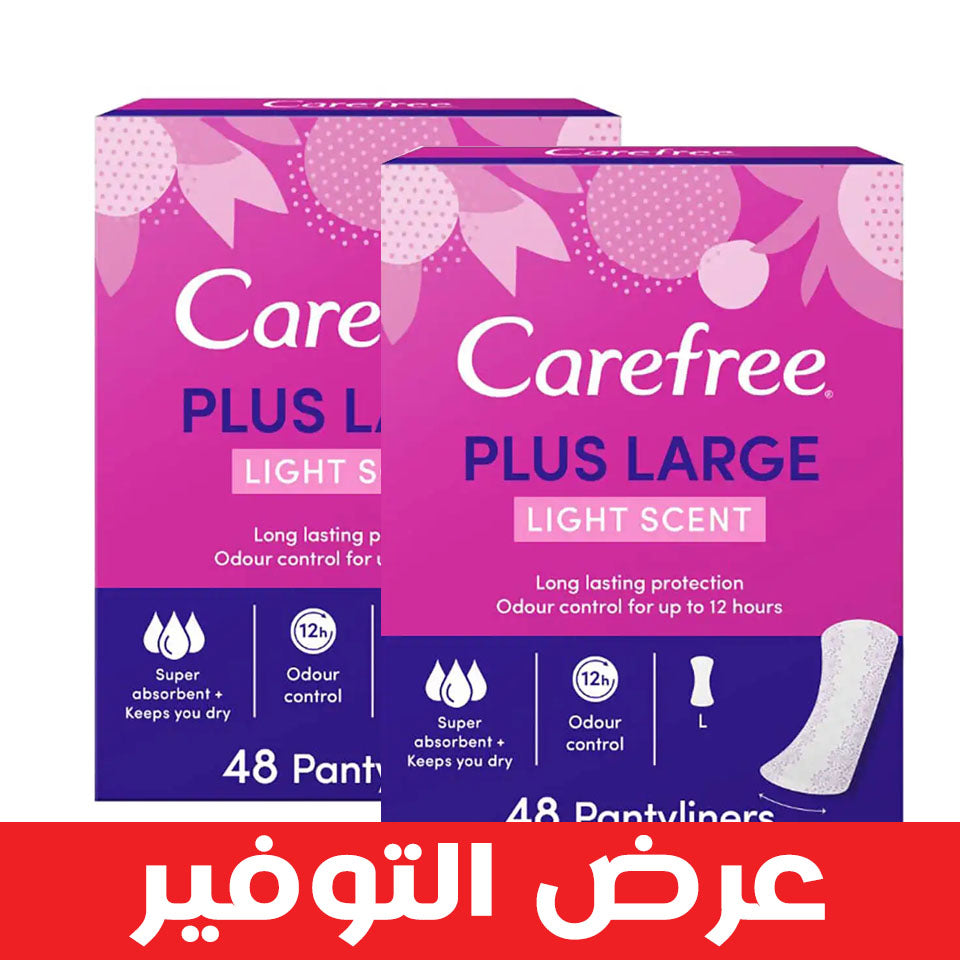 Carefree
Care
PLUS LA
LIGHT S
Long lasting p
Odour control for u
Super
absorbent +
Keeps you dry
12h
Odour
control
48 Panty
Carefree
Carefree®
PLUS LARGE
LIGHT SCENT
Long lasting protection
Odour control for up to 12 hours
Super
absorbent +
Keeps you dry
12h
Odour
control
L
48 Pantyliners
عرض التوفير